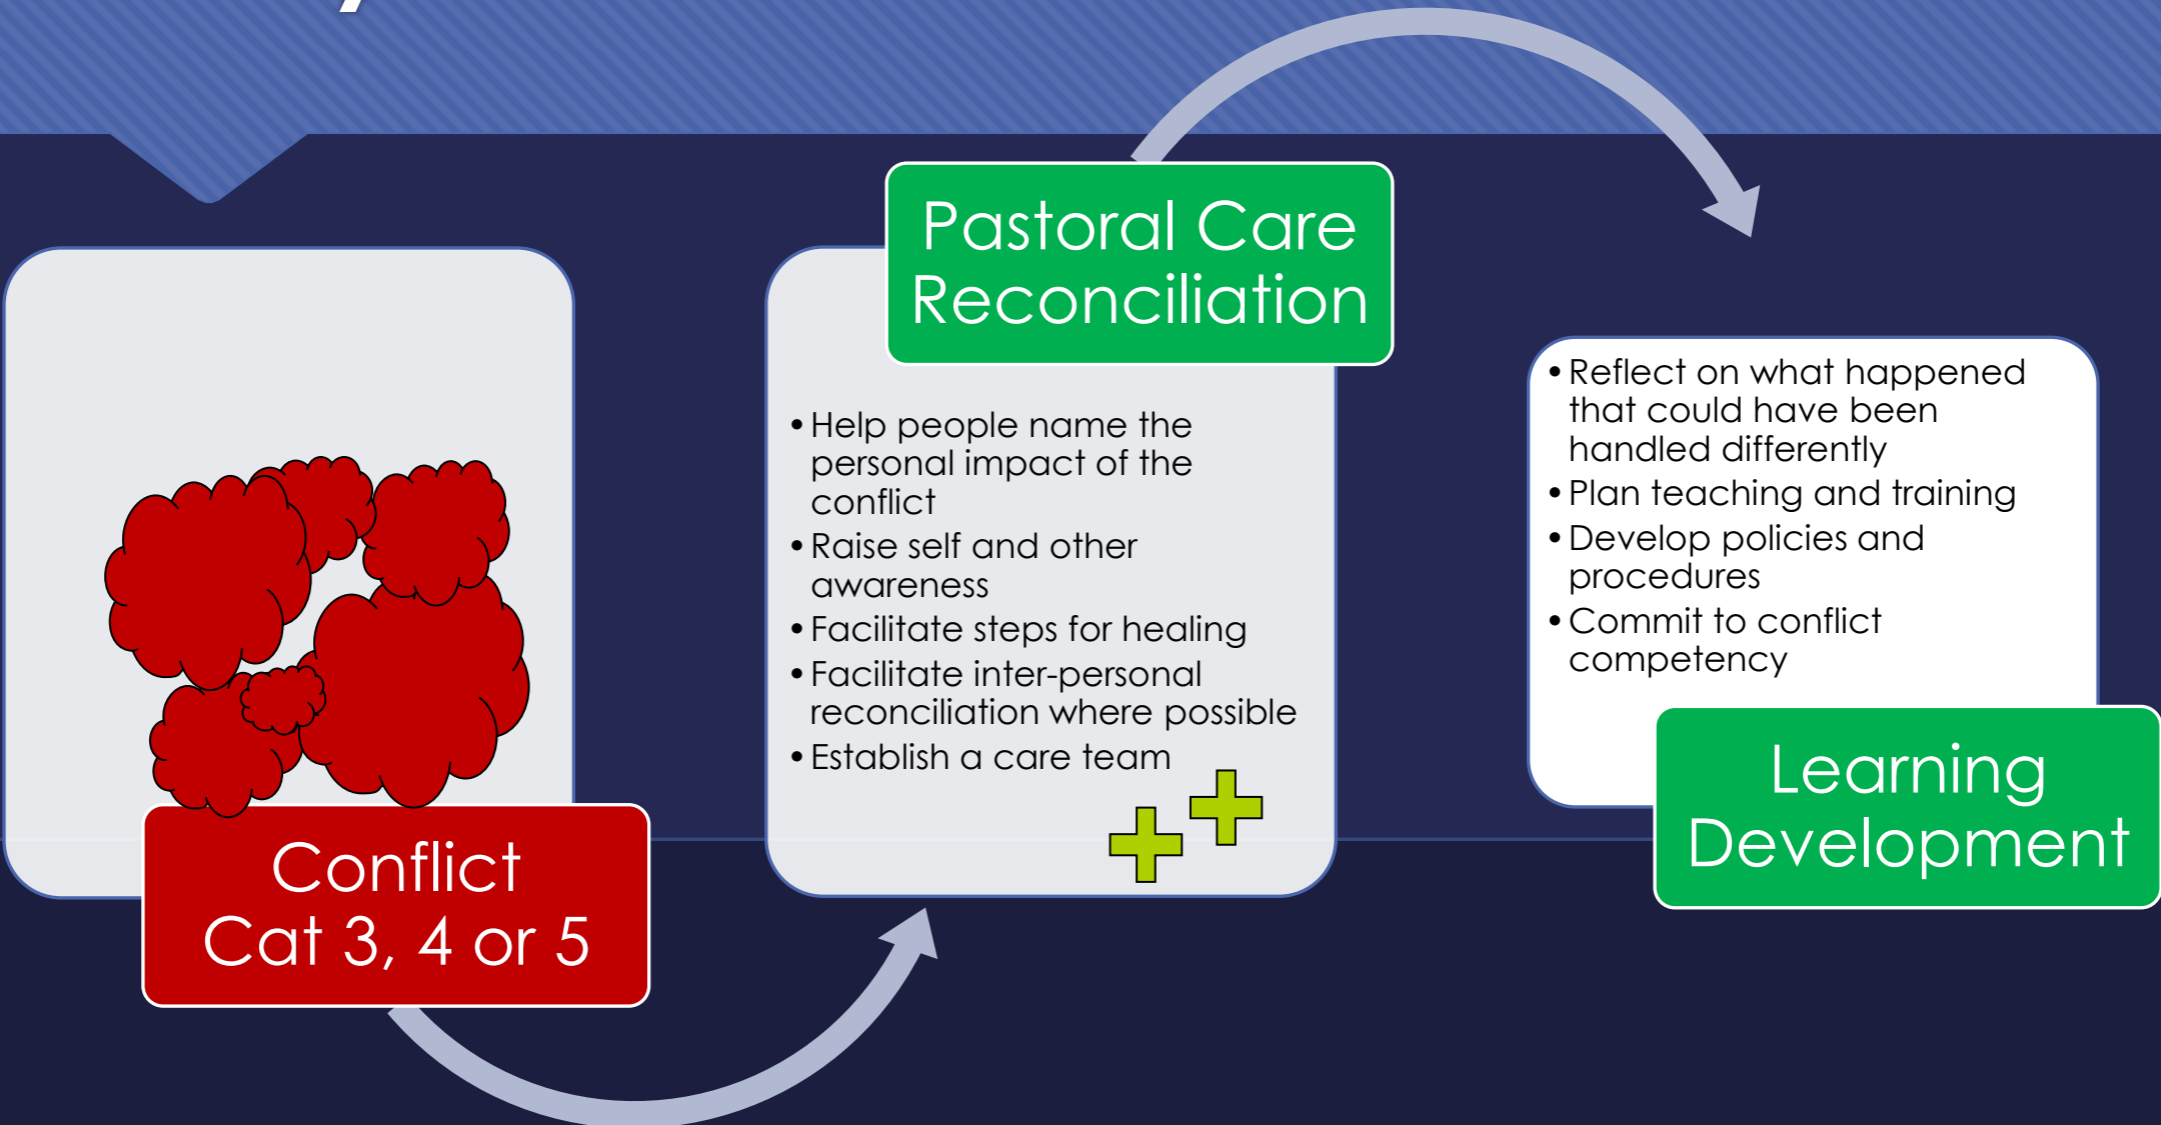 Conflict
Cat 3, 4 or 5
Pastoral Care
Reconciliation
• Help people name the
personal impact of the
conflict
• Raise self and other
awareness
• Facilitate steps for healing
• Facilitate inter-personal
reconciliation where possible
• Establish a care team
• Reflect on what happened
that could have been
handled differently
• Plan teaching and training
• Develop policies and
procedures
• Commit to conflict
competency
Learning
Development